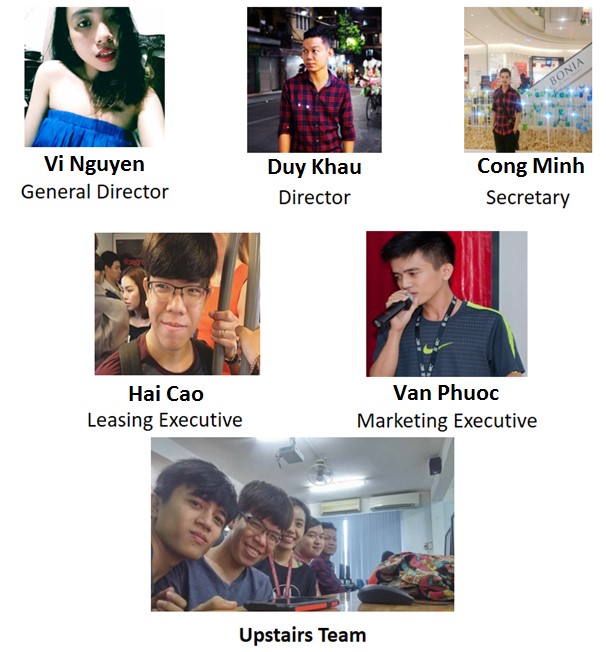 Vi Nguyen
General Director
Duy Khau
Director
BONIA
Cong Minh
Secretary
Hai Cao
Leasing Executive
Van Phuoc
Marketing Executive
Upstairs Team